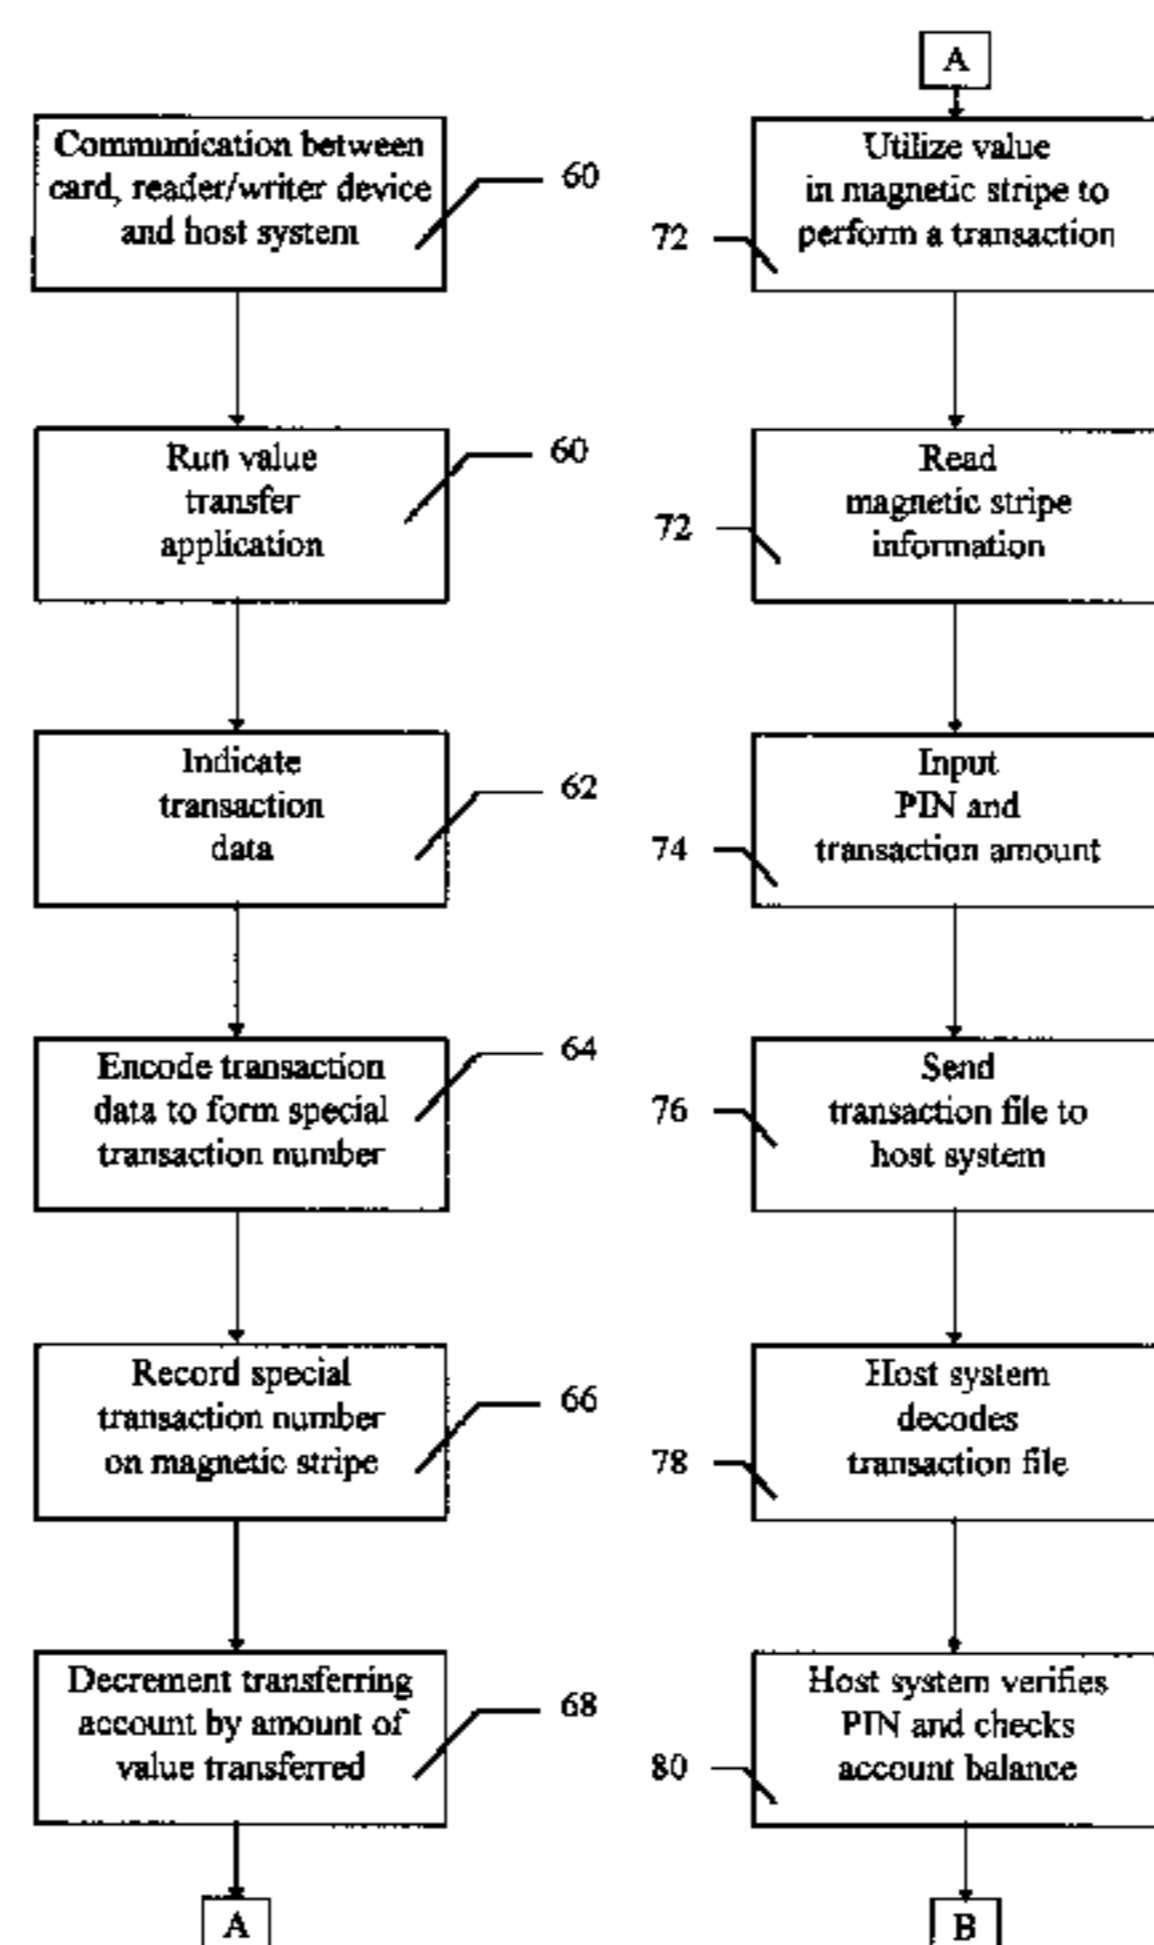 Communication between
card, reader/writer device
and host system
60
Run value
transfer
application
60
Indicate
transaction
data
62
Encode transaction
data to form special
transaction number
64
Record special
transaction number
on magnetic stripe
66
Decrement transferring
account by amount of
value transferred
68
A
A
Utilize value
in magnetic stripe to
perform a transaction
72
Read
magnetic stripe
information
72
Input
PIN and
transaction amount
74
Send
transaction file to
host system
76
Host system
decodes
transaction file
78
Host system verifies
PIN and checks
account balance
80
B